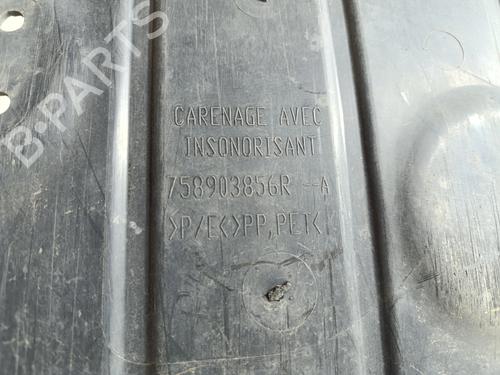 B-PARTS
CARENAGE AVEC
INSONORISANT
758903856R --A
>P/E<>PP,PET<